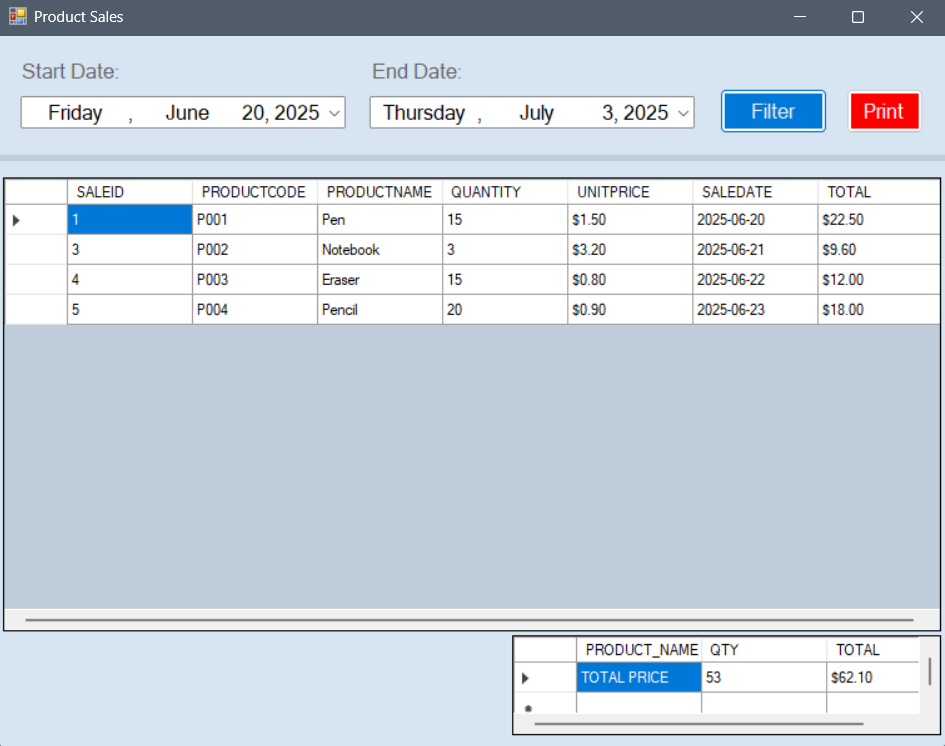 Product Sales
Start Date: End Date:
Friday , June 20, 2025 Thursday , July 3, 2025 Filter Print
SALEID PRODUCTCODE PRODUCTNAME QUANTITY UNITPRICE SALEDATE TOTAL
1 P001 Pen 15 $1.50 2025-06-20 $22.50
3 P002 Notebook 3 $3.20 2025-06-21 $9.60
4 P003 Eraser 15 $0.80 2025-06-22 $12.00
5 P004 Pencil 20 $0.90 2025-06-23 $18.00
PRODUCT_NAME QTY TOTAL
TOTAL PRICE 53 $62.10